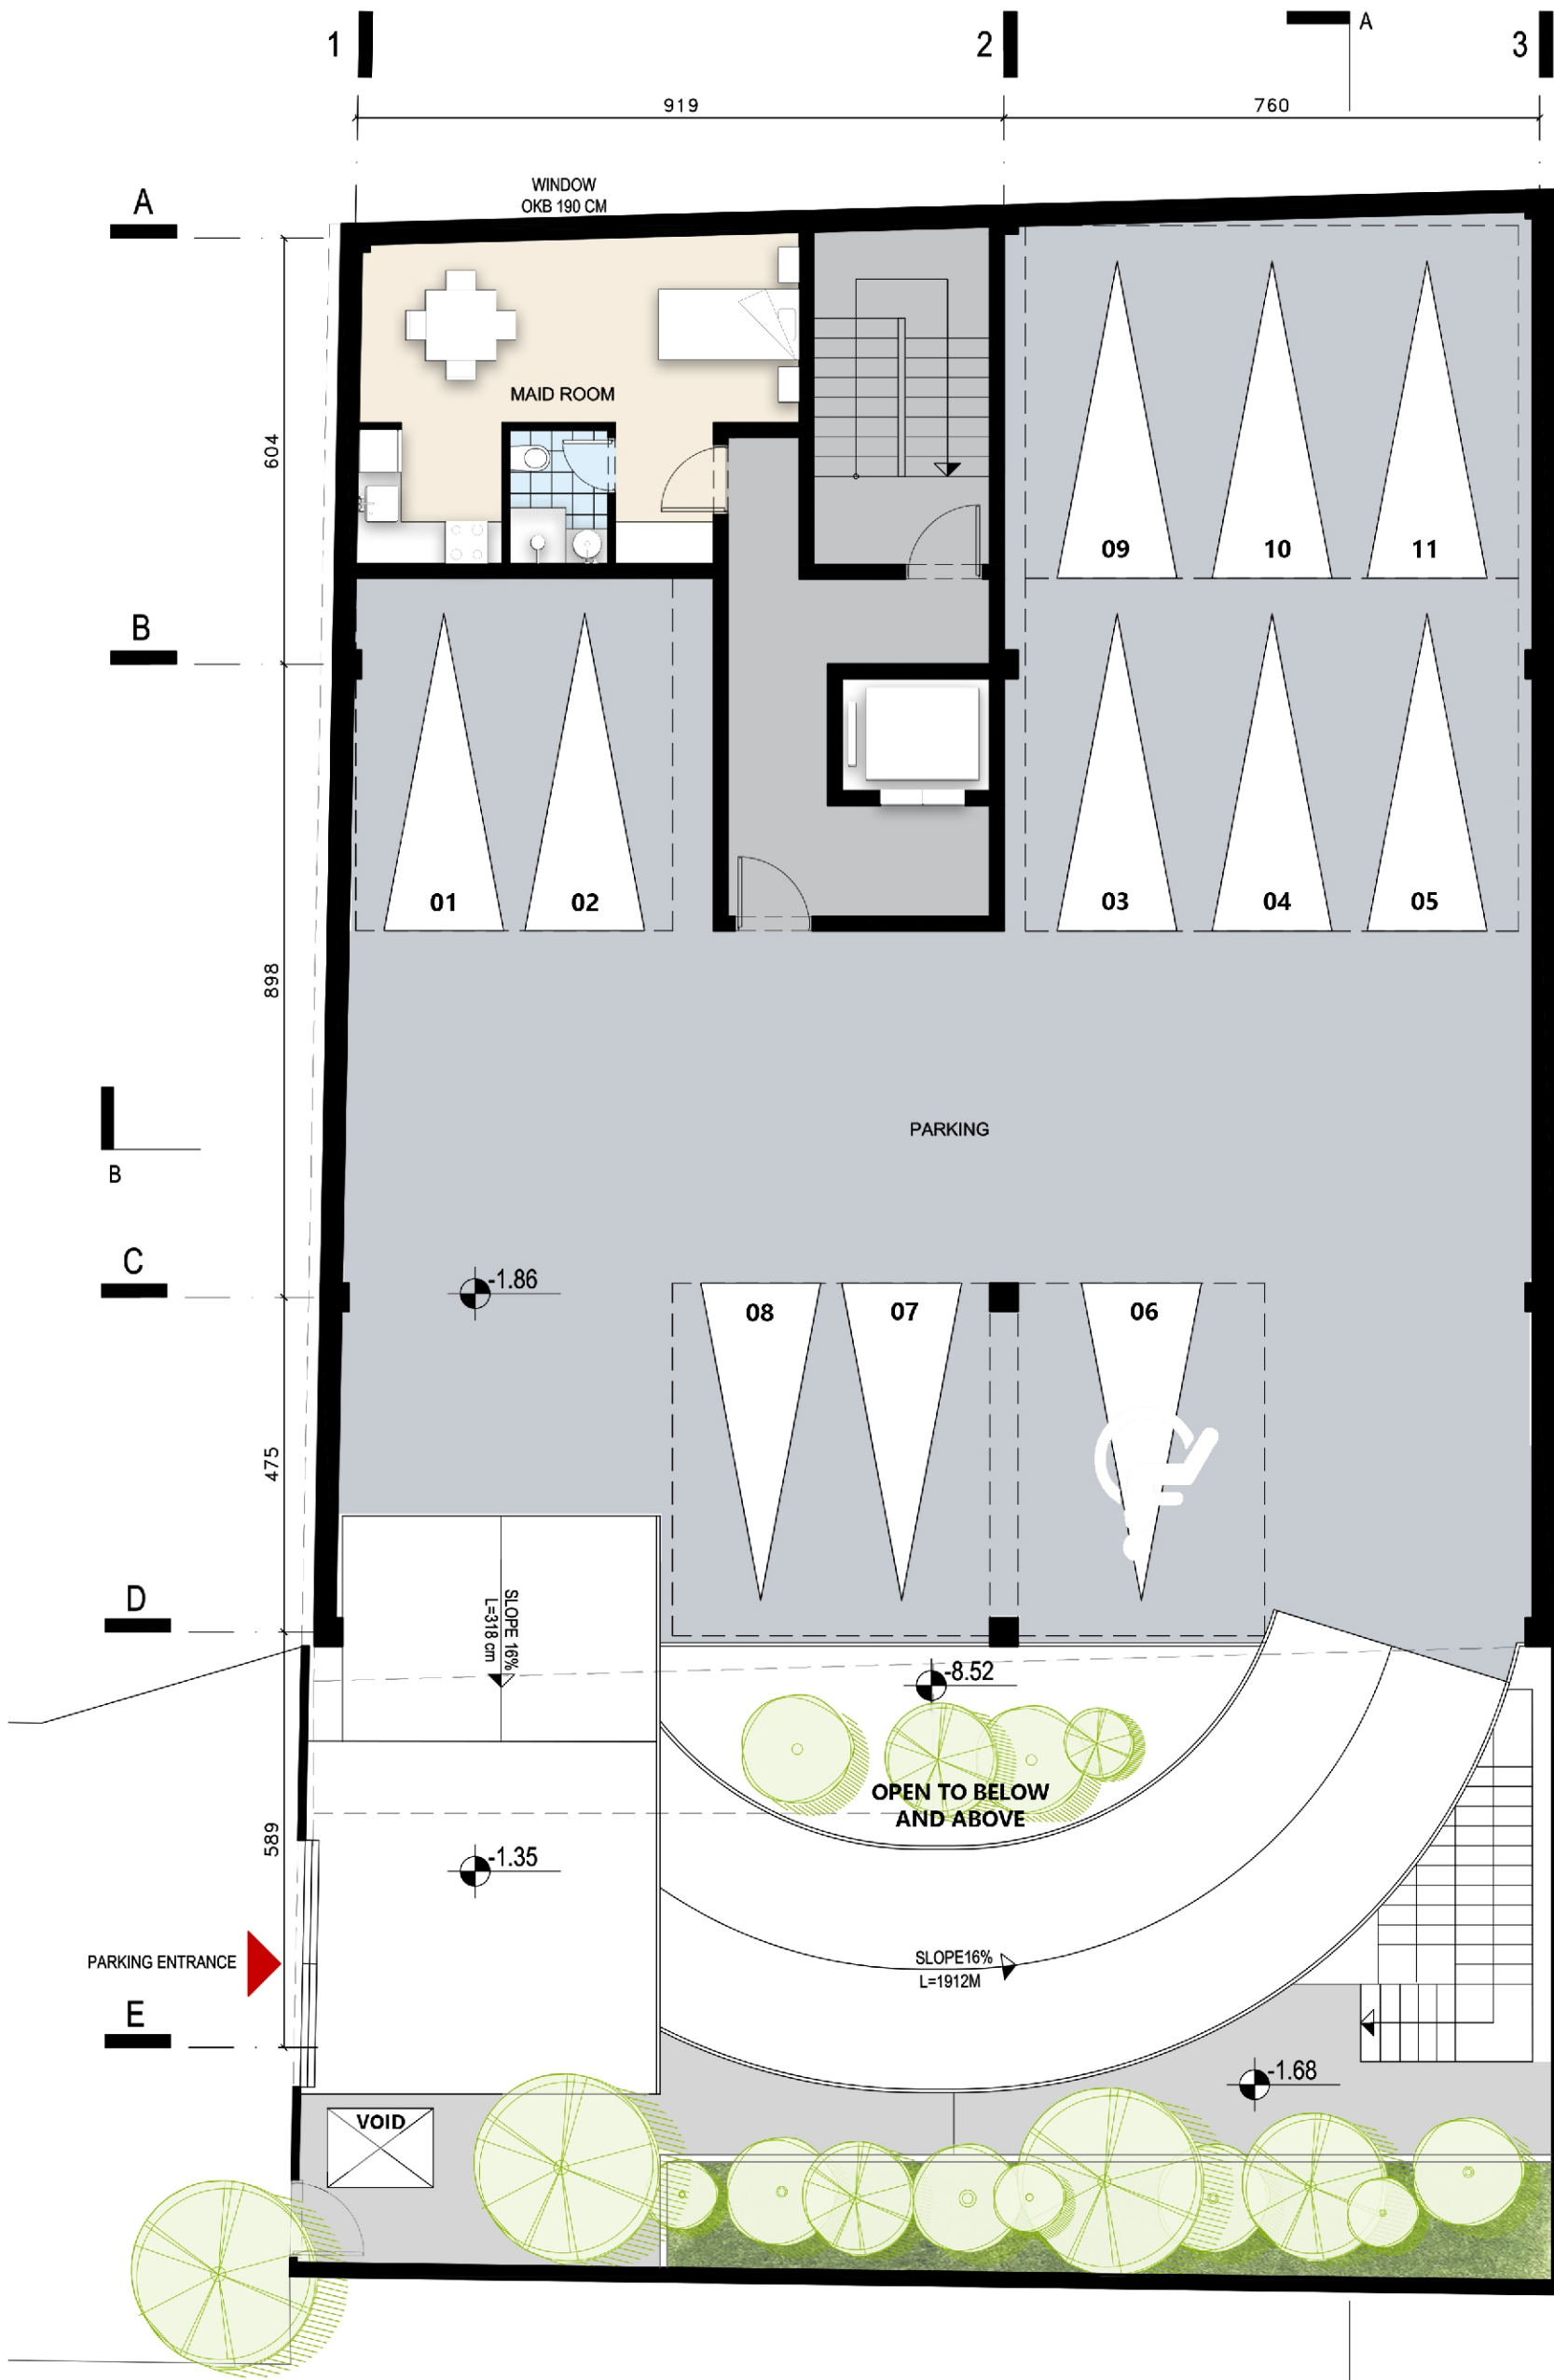 1
2
A
3
919
760
WINDOW
OKB 190 CM
A
MAID ROOM
604
09
10
11
B
01
02
03
04
05
898
PARKING
B
C
-1.86
08
07
06
475
D
SLOPE 16%
L=318 cm
-8.52
OPEN TO BELOW
AND ABOVE
589
-1.35
PARKING ENTRANCE
SLOPE16%
L=1912M
E
-1.68
VOID